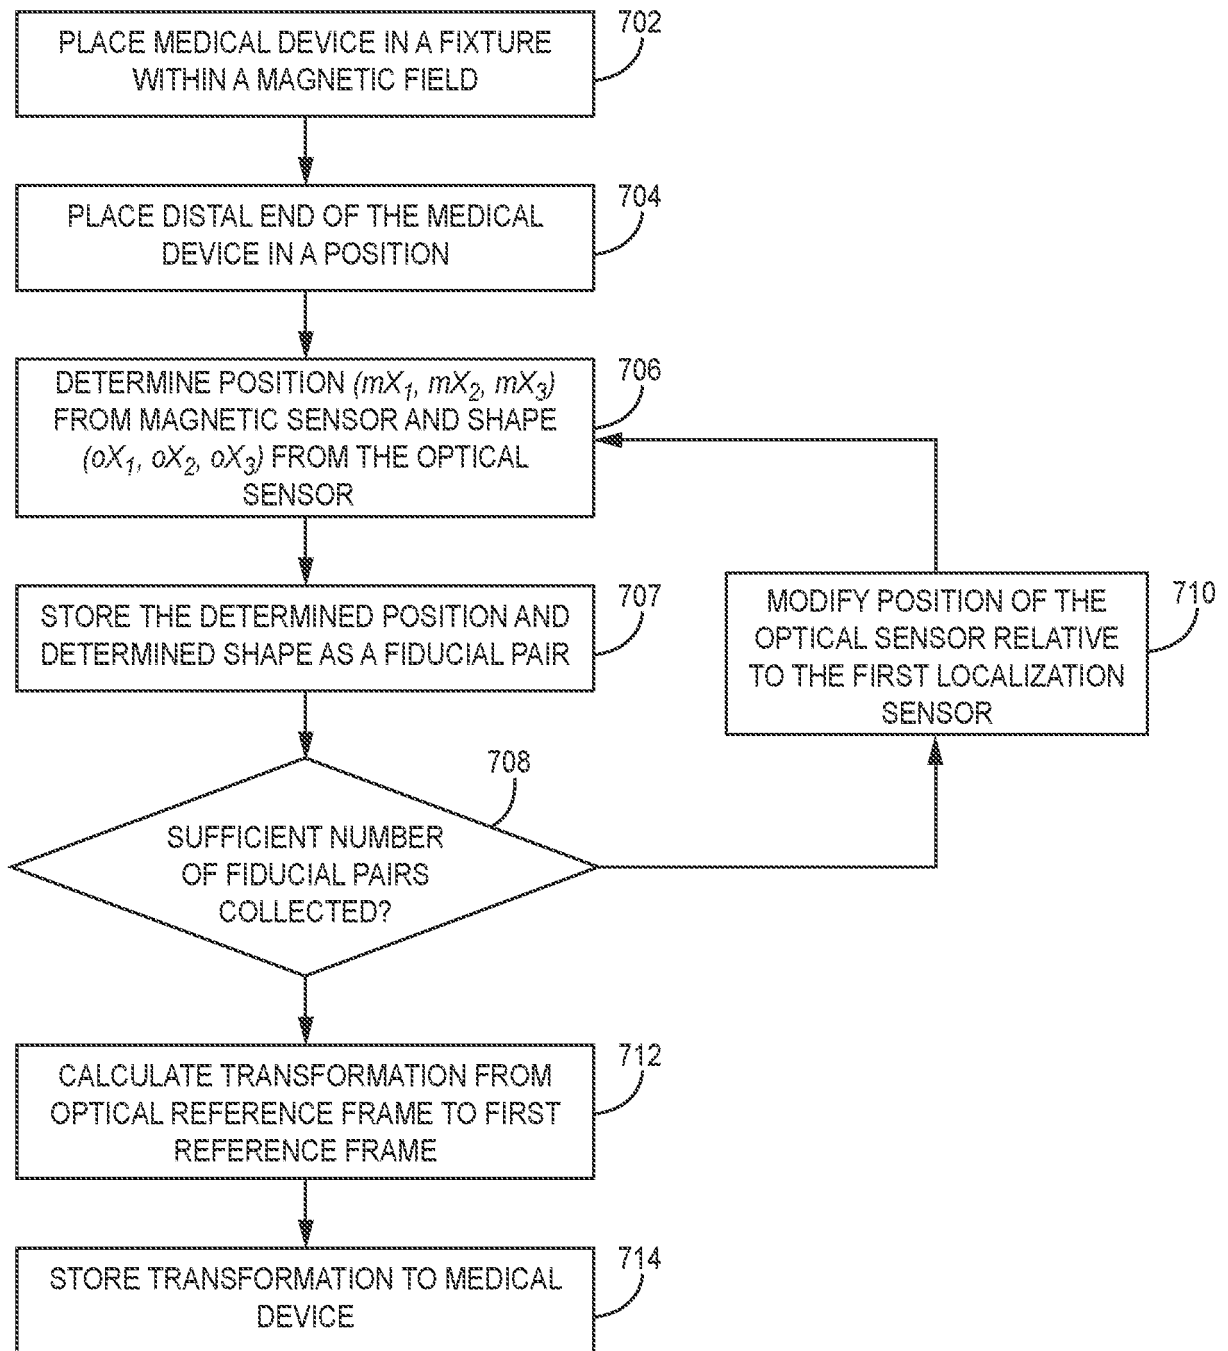 702
PLACE MEDICAL DEVICE IN A FIXTURE
WITHIN A MAGNETIC FIELD
704
PLACE DISTAL END OF THE MEDICAL
DEVICE IN A POSITION
706
DETERMINE POSITION (mX₁, mX₂, mX₃)
FROM MAGNETIC SENSOR AND SHAPE
(oX₁, oX₂, oX₃) FROM THE OPTICAL
SENSOR
707
STORE THE DETERMINED POSITION AND
DETERMINED SHAPE AS A FIDUCIAL PAIR
710
MODIFY POSITION OF THE
OPTICAL SENSOR RELATIVE
TO THE FIRST LOCALIZATION
SENSOR
708
SUFFICIENT NUMBER
OF FIDUCIAL PAIRS
COLLECTED?
712
CALCULATE TRANSFORMATION FROM
OPTICAL REFERENCE FRAME TO FIRST
REFERENCE FRAME
714
STORE TRANSFORMATION TO MEDICAL
DEVICE